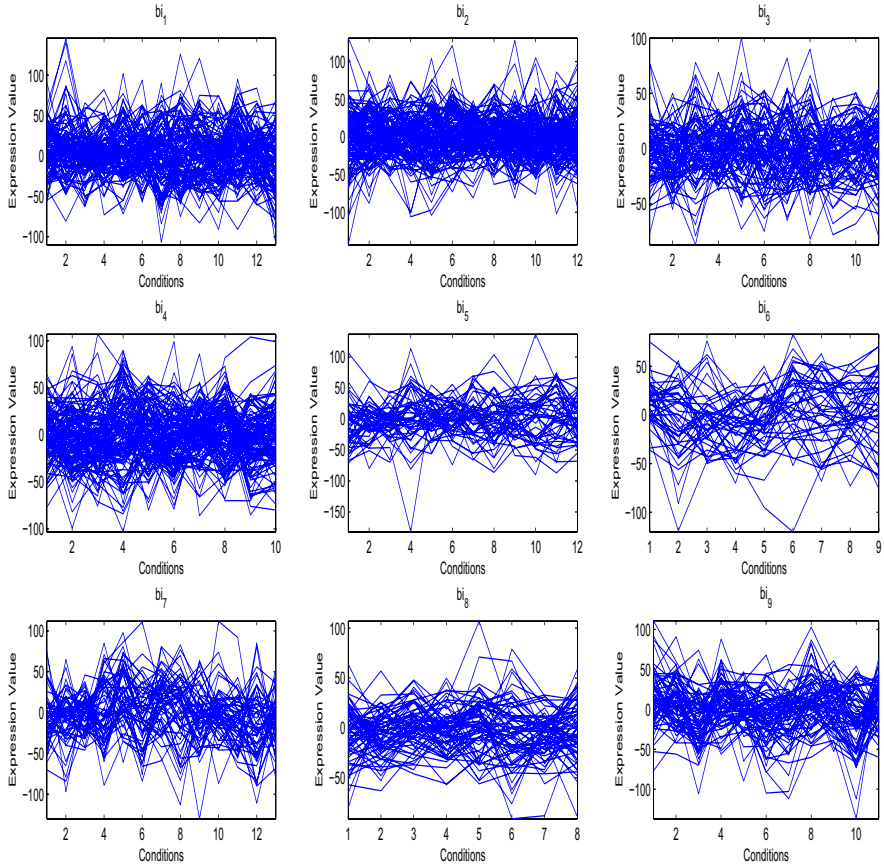 bi1
Expression Value
100
50
0
−50
−100
2 4 6 8 10 12
Conditions
bi2
Expression Value
100
50
0
−50
−100
2 4 6 8 10 12
Conditions
bi3
Expression Value
100
50
0
−50
2 4 6 8 10
Conditions
bi4
Expression Value
100
50
0
−50
−100
2 4 6 8 10
Conditions
bi5
Expression Value
100
50
0
−50
−100
−150
2 4 6 8 10 12
Conditions
bi6
Expression Value
50
0
−50
−100
1 2 3 4 5 6 7 8 9
Conditions
bi7
Expression Value
100
50
0
−50
−100
2 4 6 8 10 12
Conditions
bi8
Expression Value
100
50
0
−50
1 2 3 4 5 6 7 8
Conditions
bi9
Expression Value
100
50
0
−50
−100
2 4 6 8 10
Conditions